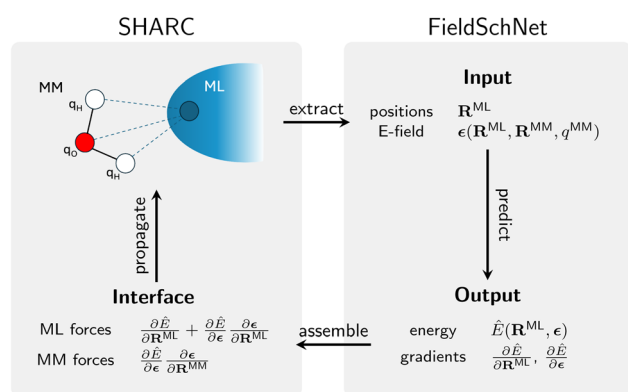 SHARC
FieldSchNet
MM
ML
q_H
q_O
q_H
extract
Input
positions R^ML
E-field ϵ(R^ML, R^MM, q^MM)
propagate
predict
Interface
ML forces ∂Ê/∂R^ML + ∂Ê/∂ϵ ∂ϵ/∂R^ML
MM forces ∂Ê/∂ϵ ∂ϵ/∂R^MM
assemble
Output
energy Ê(R^ML, ϵ)
gradients ∂Ê/∂R^ML, ∂Ê/∂ϵ